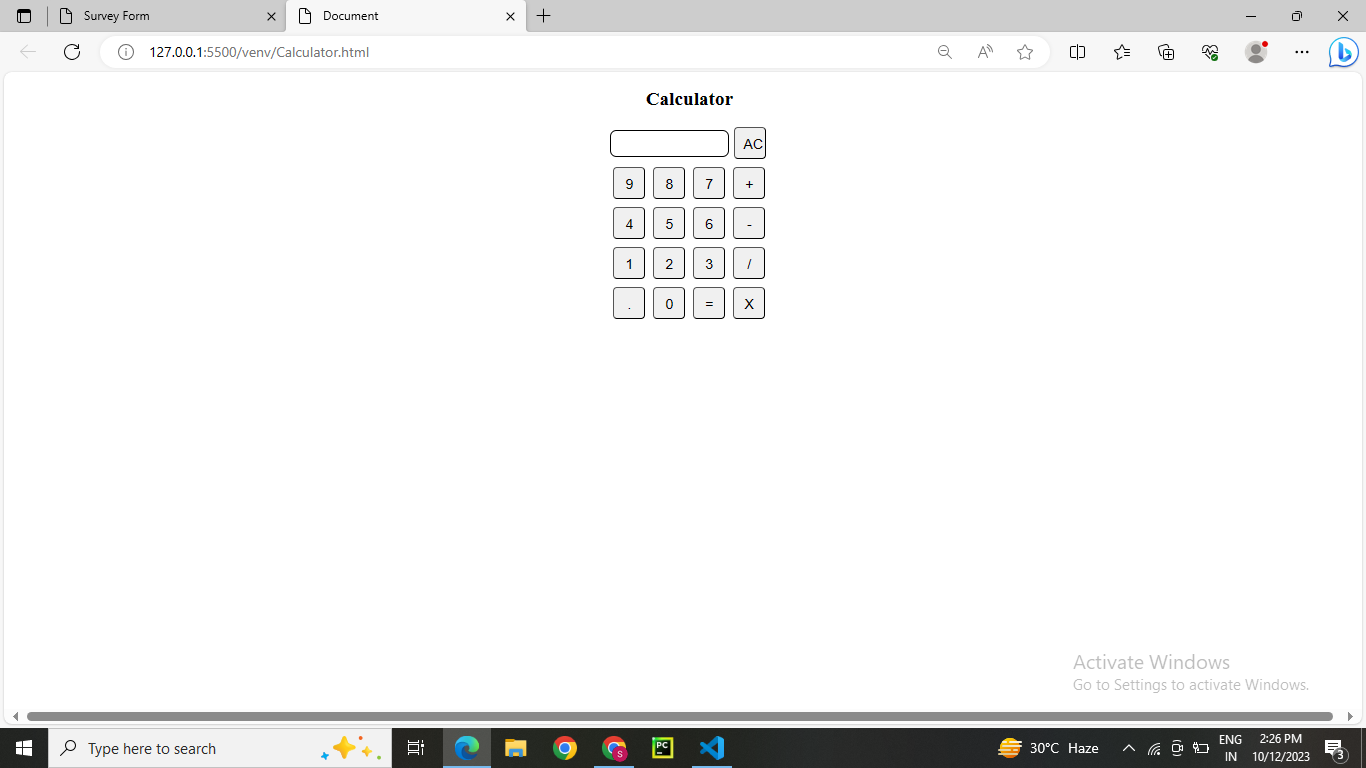 Survey Form
Document
127.0.0.1:5500/venv/Calculator.html
Calculator
AC
9 8 7 +
4 5 6 -
1 2 3 /
. 0 = X
Activate Windows
Go to Settings to activate Windows.
Type here to search
PC
S
30°C Haze
ENG
IN
2:26 PM
10/12/2023
3